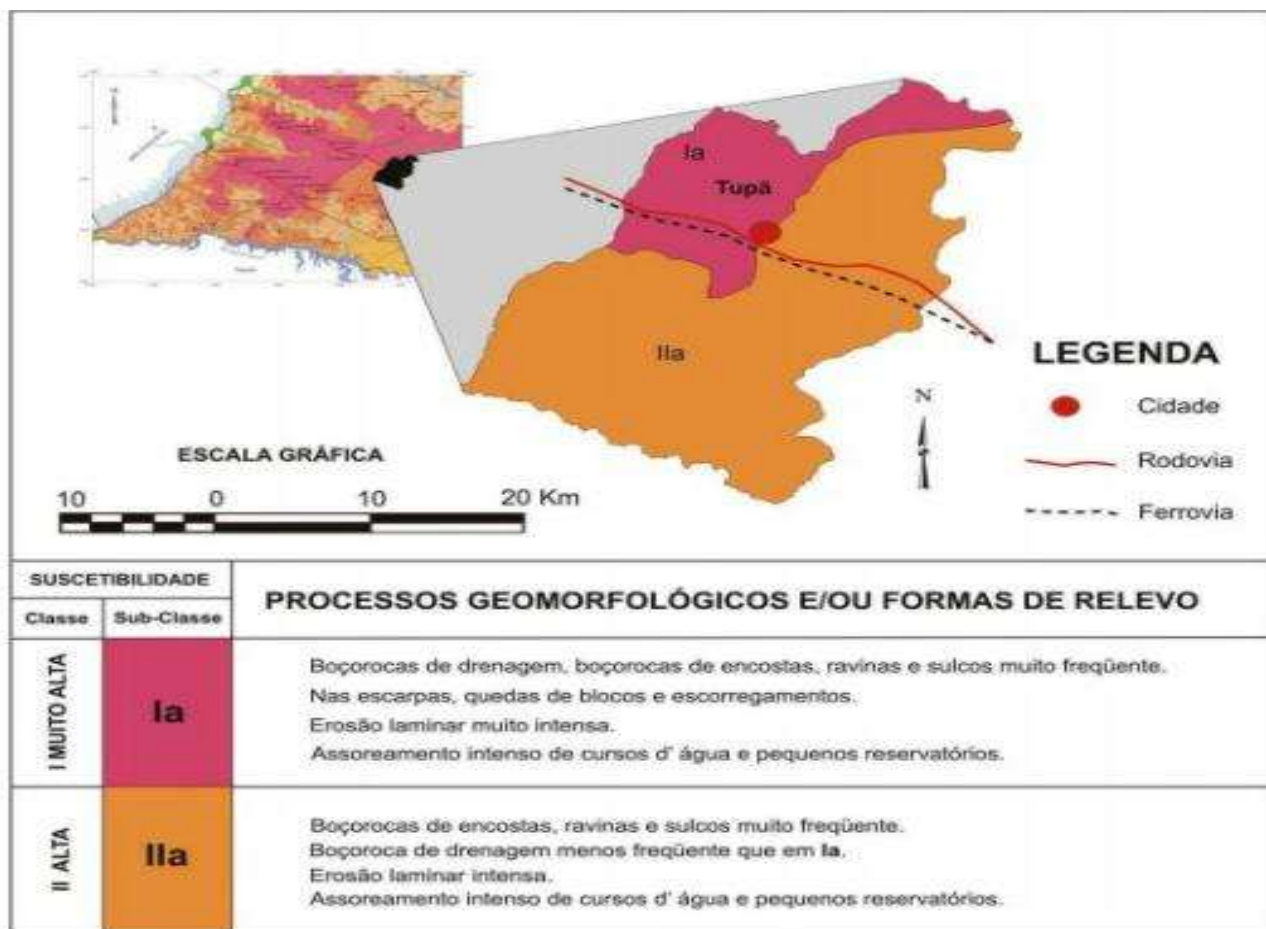 Ia
Tupã
IIa
N
LEGENDA
Cidade
Rodovia
Ferrovia
ESCALA GRÁFICA
10 0 10 20 Km
SUSCETIBILIDADE
Classe Sub-Classe
PROCESSOS GEOMORFOLÓGICOS E/OU FORMAS DE RELEVO
I MUITO ALTA
Ia
Boçorocas de drenagem, boçorocas de encostas, ravinas e sulcos muito freqüente.
Nas escarpas, quedas de blocos e escorregamentos.
Erosão laminar muito intensa.
Assoreamento intenso de cursos d' água e pequenos reservatórios.
II ALTA
IIa
Boçorocas de encostas, ravinas e sulcos muito freqüente.
Boçoroca de drenagem menos freqüente que em Ia.
Erosão laminar intensa.
Assoreamento intenso de cursos d' água e pequenos reservatórios.